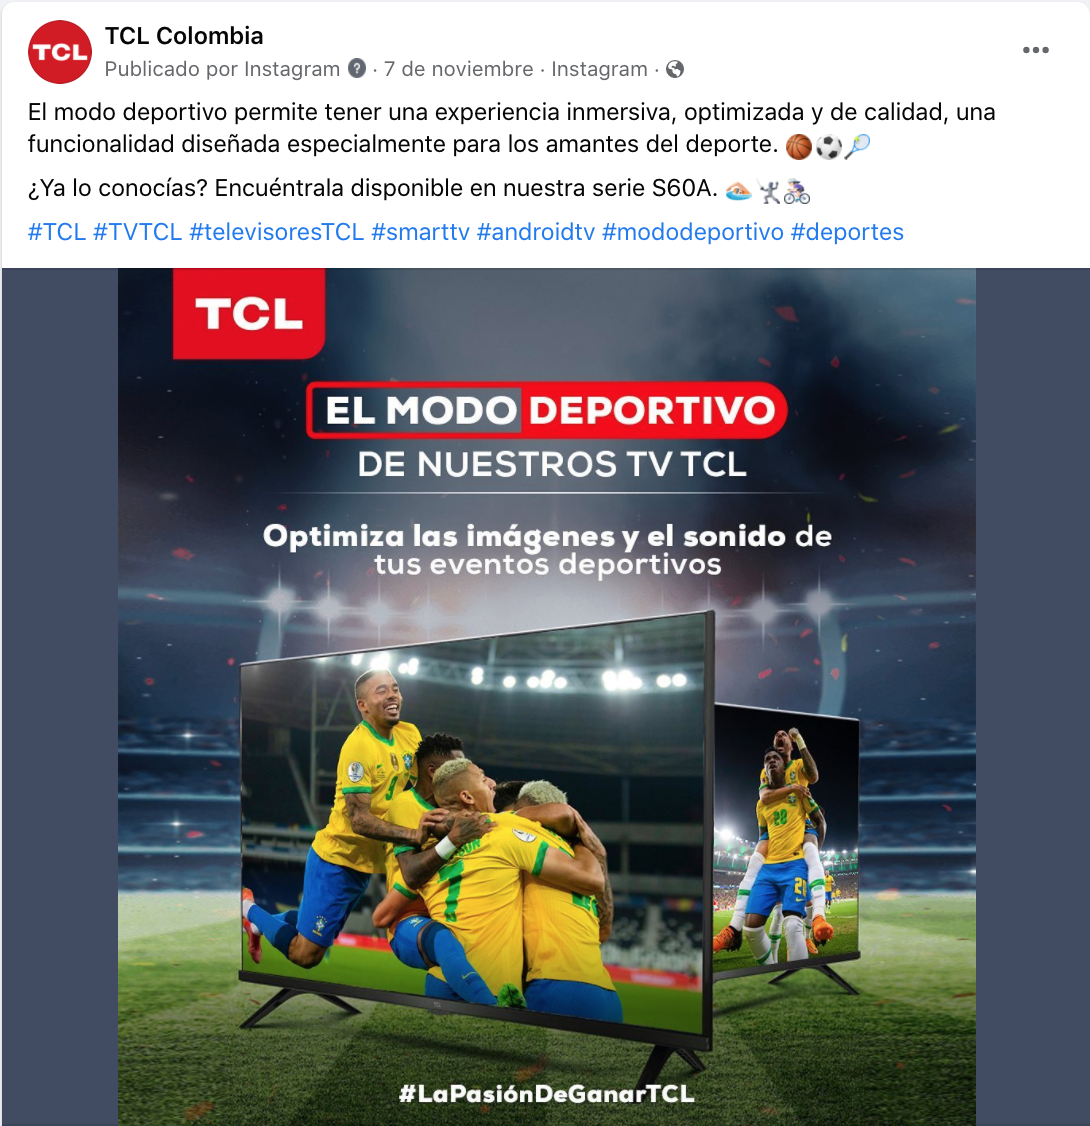 TCL
TCL Colombia
Publicado por Instagram ? · 7 de noviembre · Instagram ·
El modo deportivo permite tener una experiencia inmersiva, optimizada y de calidad, una
funcionalidad diseñada especialmente para los amantes del deporte. 🏀⚽🎾
¿Ya lo conocías? Encuéntrala disponible en nuestra serie S60A. 🏊🤺🚴
#TCL #TVTCL #televisoresTCL #smarttv #androidtv #mododeportivo #deportes
TCL
EL MODO DEPORTIVO
DE NUESTROS TV TCL
Optimiza las imágenes y el sonido de
tus eventos deportivos
7
20
20
#LaPasiónDeGanarTCL